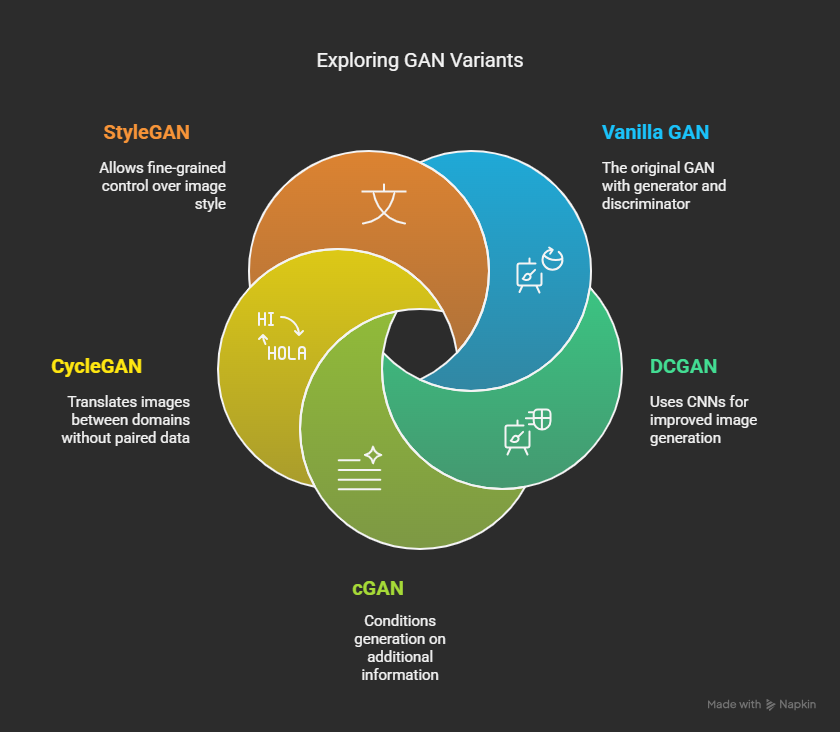 Exploring GAN Variants
StyleGAN
Allows fine-grained
control over image
style
Vanilla GAN
The original GAN
with generator and
discriminator
HI
HOLA
CycleGAN
Translates images
between domains
without paired data
DCGAN
Uses CNNs for
improved image
generation
cGAN
Conditions
generation on
additional
information
Made with Napkin